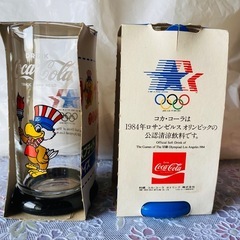 Coca-Cola
コカ・コーラは
1984年ロサンゼルス オリンピックの
公認清涼飲料です。
Official Soft Drink of
The Games of The XXIIIrd Olympiad Los Angeles 1984
Coca-Cola